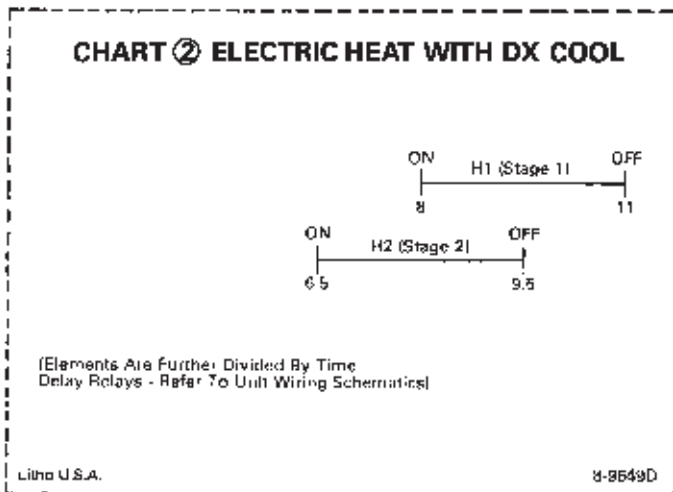 CHART ② ELECTRIC HEAT WITH DX COOL
ON H1 (Stage 1) OFF
8 11
ON H2 (Stage 2) OFF
6.5 9.5
(Elements Are Further Divided By Time
Delay Relays - Refer To Unit Wiring Schematics)
Litho U.S.A. 8-9549D